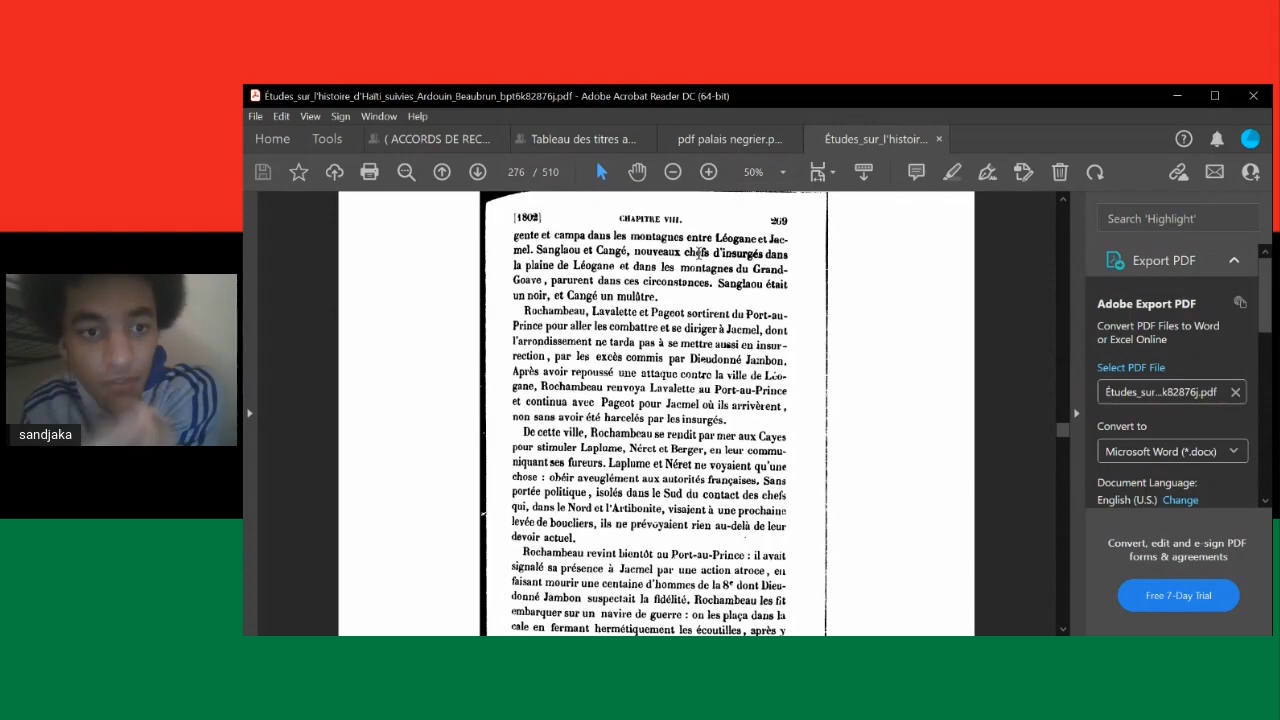 Études_sur_l'histoire_d'Haïti_suivies_Ardouin_Beaubrun_bpt6k82876j.pdf - Adobe Acrobat Reader DC (64-bit)
File Edit View Sign Window Help
Home Tools ( ACCORDS DE REC... Tableau des titres a... pdf palais negrier.p... Études_sur_l'histoir...
276 / 510 50%
[1802] CHAPITRE VIII. 269
gente et campa dans les montagnes entre Léogane et Jac-
mel. Sanglaou et Cangé, nouveaux chefs d'insurgés dans
la plaine de Léogane et dans les montagnes du Grand-
Goave, parurent dans ces circonstances. Sanglaou était
un noir, et Cangé un mulâtre.
Rochambeau, Lavalette et Pageot sortirent du Port-au-
Prince pour aller les combattre et se diriger à Jacmel, dont
l'arrondissement ne tarda pas à se mettre aussi en insur-
rection, par les excès commis par Dieudonné Jambon.
Après avoir repoussé une attaque contre la ville de Léo-
gane, Rochambeau renvoya Lavalette au Port-au-Prince
et continua avec Pageot pour Jacmel où ils arrivèrent,
non sans avoir été harcelés par les insurgés.
De cette ville, Rochambeau se rendit par mer aux Cayes
pour stimuler Laplume, Néret et Berger, en leur commu-
niquant ses fureurs. Laplume et Néret ne voyaient qu'une
chose : obéir aveuglément aux autorités françaises. Sans
portée politique, isolés dans le Sud du contact des chefs
qui, dans le Nord et l'Artibonite, visaient à une prochaine
levée de boucliers, ils ne prévoyaient rien au-delà de leur
devoir actuel.
Rochambeau revint bientôt au Port-au-Prince : il avait
signalé sa présence à Jacmel par une action atroce, en
faisant mourir une centaine d'hommes de la 8e dont Dieu-
donné Jambon suspectait la fidélité. Rochambeau les fit
embarquer sur un navire de guerre : on les plaça dans la
cale en fermant hermétiquement les écoutilles, après y
Search 'Highlight'
Export PDF
Adobe Export PDF
Convert PDF Files to Word
or Excel Online
Select PDF File
Études_sur...k82876j.pdf
Convert to
Microsoft Word (*.docx)
Document Language:
English (U.S.) Change
Convert, edit and e-sign PDF
forms & agreements
Free 7-Day Trial
sandjaka